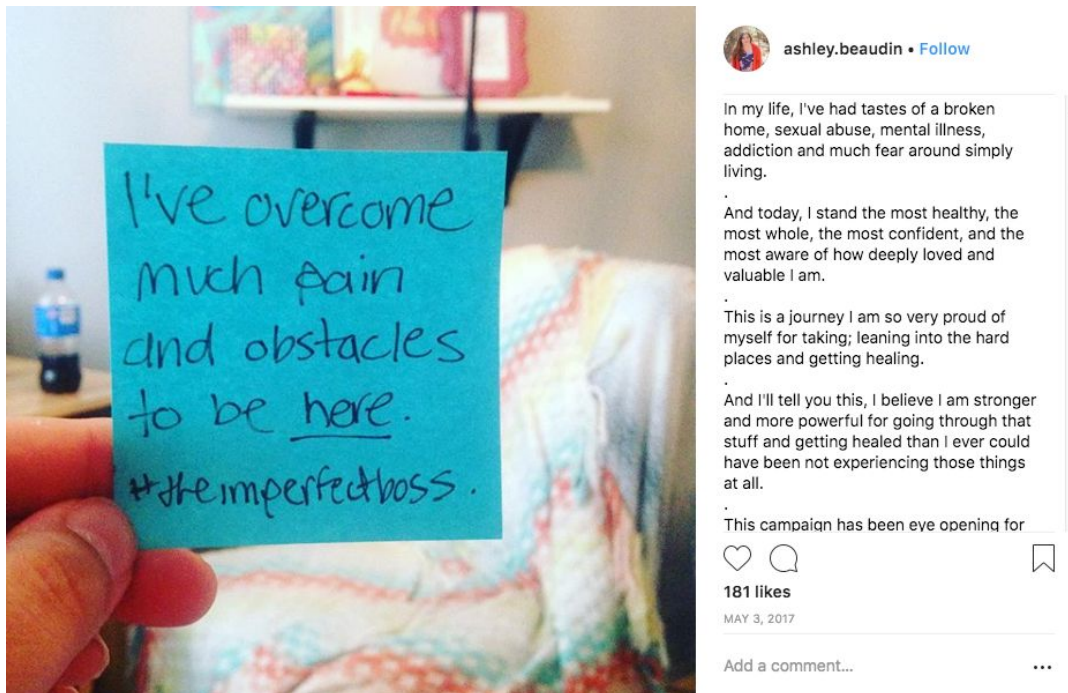 I've overcome
much pain
and obstacles
to be here.
#theimperfectboss.
ashley.beaudin • Follow
In my life, I've had tastes of a broken
home, sexual abuse, mental illness,
addiction and much fear around simply
living.
.
And today, I stand the most healthy, the
most whole, the most confident, and the
most aware of how deeply loved and
valuable I am.
.
This is a journey I am so very proud of
myself for taking; leaning into the hard
places and getting healing.
.
And I'll tell you this, I believe I am stronger
and more powerful for going through that
stuff and getting healed than I ever could
have been not experiencing those things
at all.
.
This campaign has been eye opening for
181 likes
MAY 3, 2017
Add a comment...